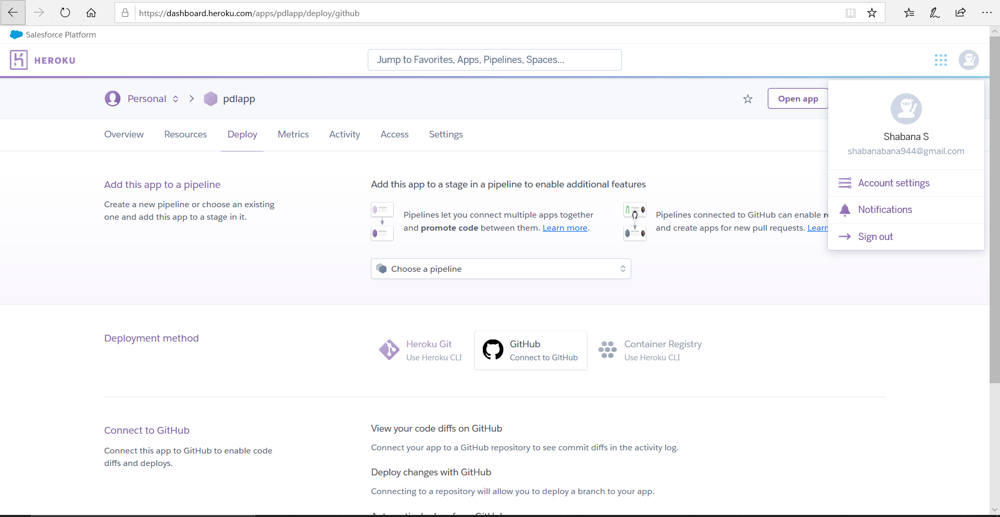 https://dashboard.heroku.com/apps/pdlapp/deploy/github
Salesforce Platform
HEROKU
Jump to Favorites, Apps, Pipelines, Spaces...
Personal
pdlapp
Open app
Shabana S
shabanabana944@gmail.com
Account settings
Notifications
Sign out
Overview Resources Deploy Metrics Activity Access Settings
Add this app to a pipeline
Create a new pipeline or choose an existing
one and add this app to a stage in it.
Add this app to a stage in a pipeline to enable additional features
Pipelines let you connect multiple apps together
and promote code between them. Learn more.
Pipelines connected to GitHub can enable
and create apps for new pull requests. Learn
Choose a pipeline
Deployment method
Heroku Git
Use Heroku CLI
GitHub
Connect to GitHub
Container Registry
Use Heroku CLI
Connect to GitHub
Connect this app to GitHub to enable code
diffs and deploys.
View your code diffs on GitHub
Connect your app to a GitHub repository to see commit diffs in the activity log.
Deploy changes with GitHub
Connecting to a repository will allow you to deploy a branch to your app.